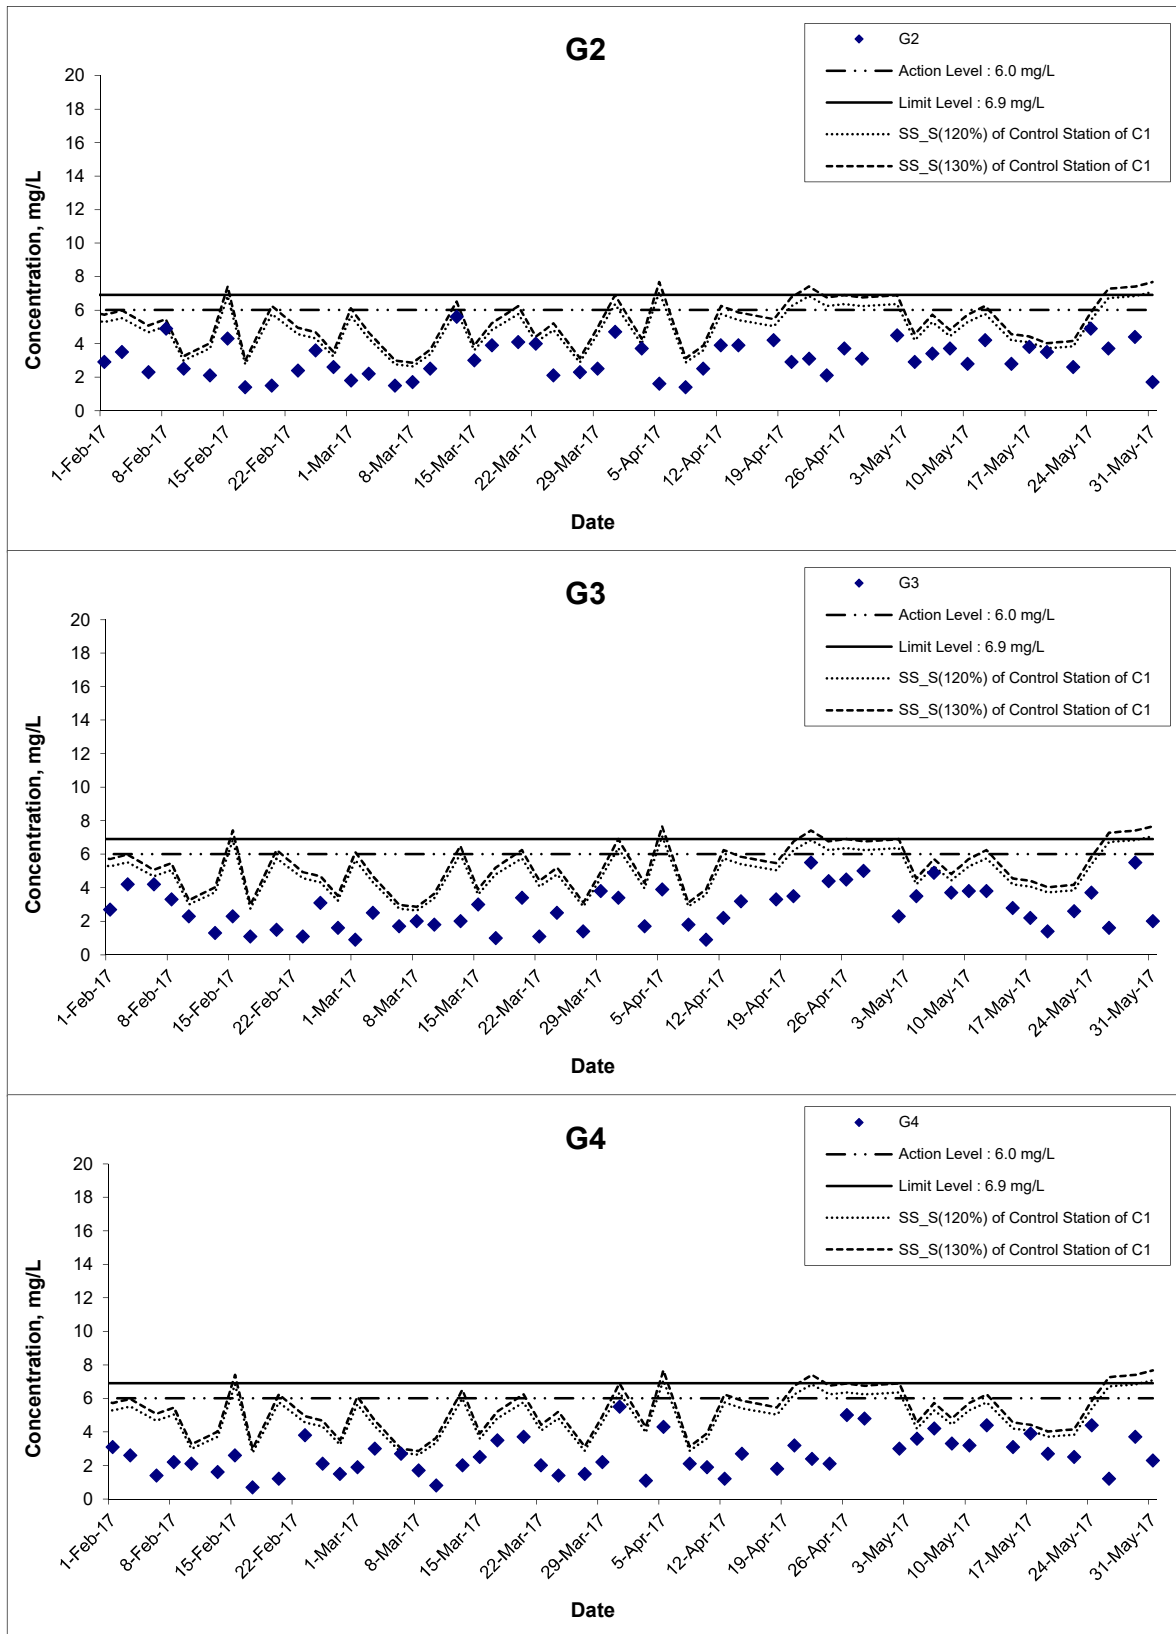 G2
G2
Action Level : 6.0 mg/L
Limit Level : 6.9 mg/L
SS_S(120%) of Control Station of C1
SS_S(130%) of Control Station of C1
Concentration, mg/L
20
18
16
14
12
10
8
6
4
2
0
1-Feb-17
8-Feb-17
15-Feb-17
22-Feb-17
1-Mar-17
8-Mar-17
15-Mar-17
22-Mar-17
29-Mar-17
5-Apr-17
12-Apr-17
19-Apr-17
26-Apr-17
3-May-17
10-May-17
17-May-17
24-May-17
31-May-17
Date
G3
G3
Action Level : 6.0 mg/L
Limit Level : 6.9 mg/L
SS_S(120%) of Control Station of C1
SS_S(130%) of Control Station of C1
Concentration, mg/L
20
18
16
14
12
10
8
6
4
2
0
1-Feb-17
8-Feb-17
15-Feb-17
22-Feb-17
1-Mar-17
8-Mar-17
15-Mar-17
22-Mar-17
29-Mar-17
5-Apr-17
12-Apr-17
19-Apr-17
26-Apr-17
3-May-17
10-May-17
17-May-17
24-May-17
31-May-17
Date
G4
G4
Action Level : 6.0 mg/L
Limit Level : 6.9 mg/L
SS_S(120%) of Control Station of C1
SS_S(130%) of Control Station of C1
Concentration, mg/L
20
18
16
14
12
10
8
6
4
2
0
1-Feb-17
8-Feb-17
15-Feb-17
22-Feb-17
1-Mar-17
8-Mar-17
15-Mar-17
22-Mar-17
29-Mar-17
5-Apr-17
12-Apr-17
19-Apr-17
26-Apr-17
3-May-17
10-May-17
17-May-17
24-May-17
31-May-17
Date